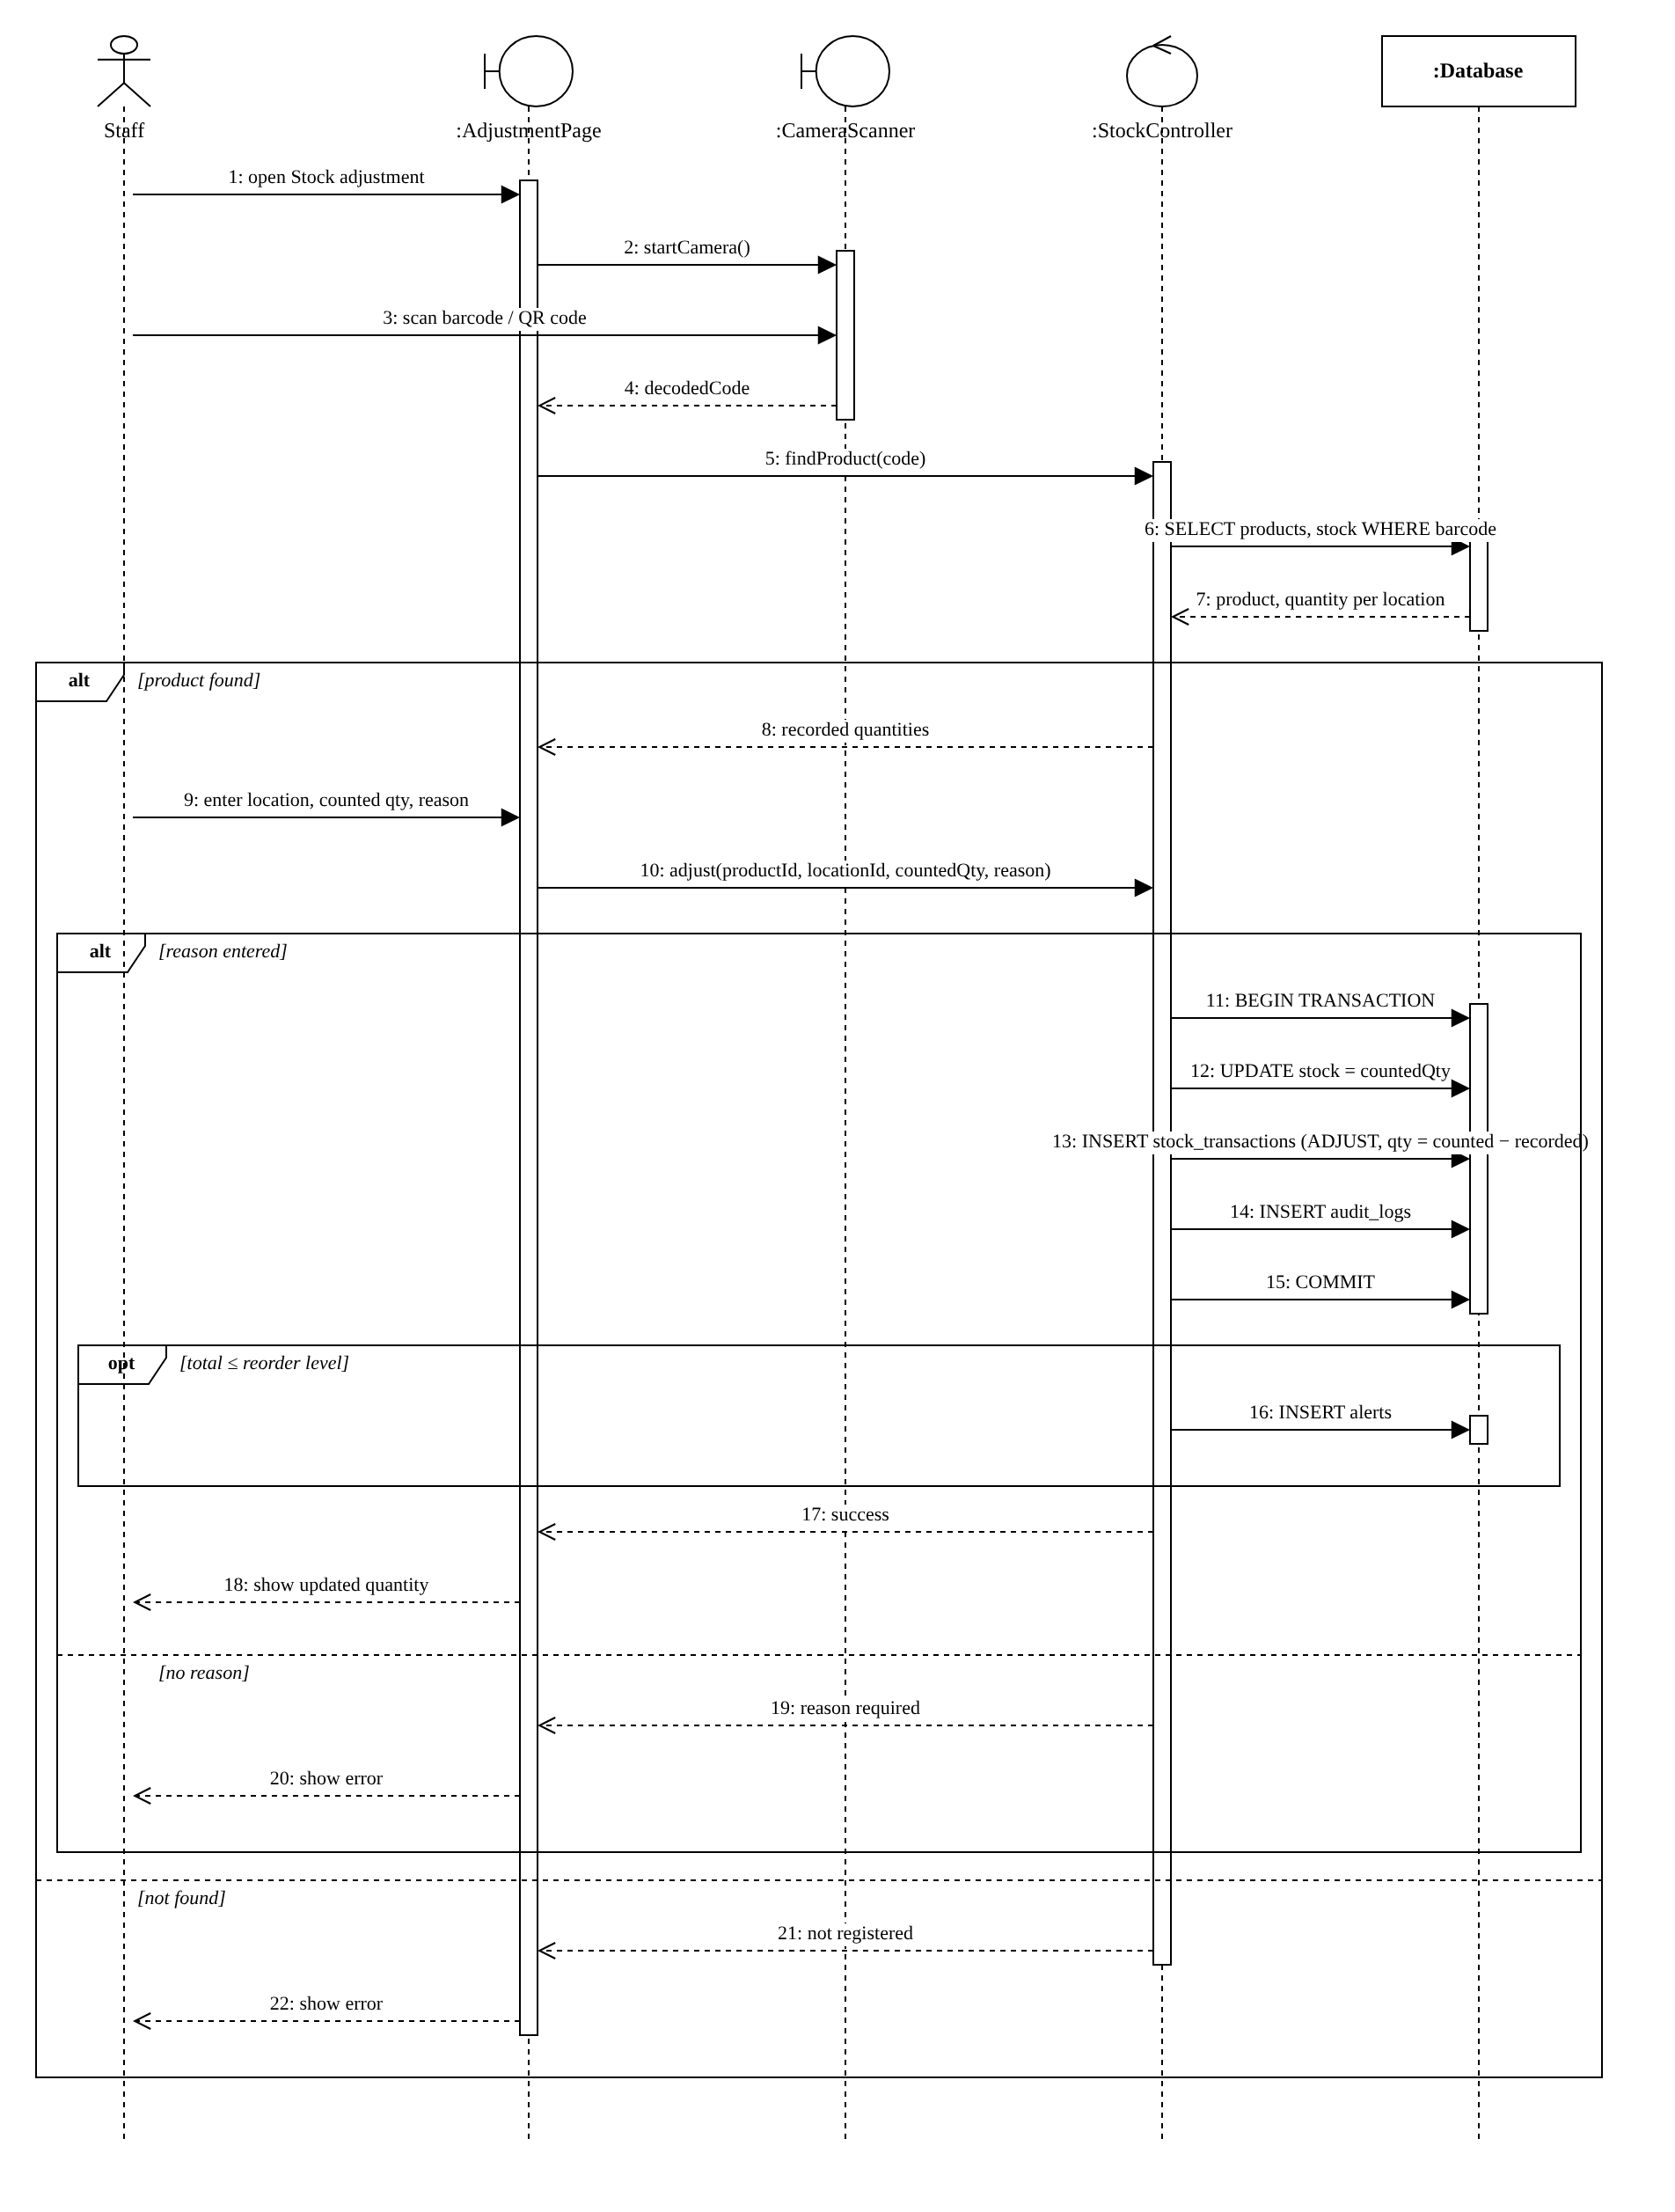 Staff
:AdjustmentPage
:CameraScanner
:StockController
:Database
1: open Stock adjustment
2: startCamera()
3: scan barcode / QR code
4: decodedCode
5: findProduct(code)
6: SELECT products, stock WHERE barcode
7: product, quantity per location
alt [product found]
8: recorded quantities
9: enter location, counted qty, reason
10: adjust(productId, locationId, countedQty, reason)
alt [reason entered]
11: BEGIN TRANSACTION
12: UPDATE stock = countedQty
13: INSERT stock_transactions (ADJUST, qty = counted − recorded)
14: INSERT audit_logs
15: COMMIT
opt [total ≤ reorder level]
16: INSERT alerts
17: success
18: show updated quantity
[no reason]
19: reason required
20: show error
[not found]
21: not registered
22: show error